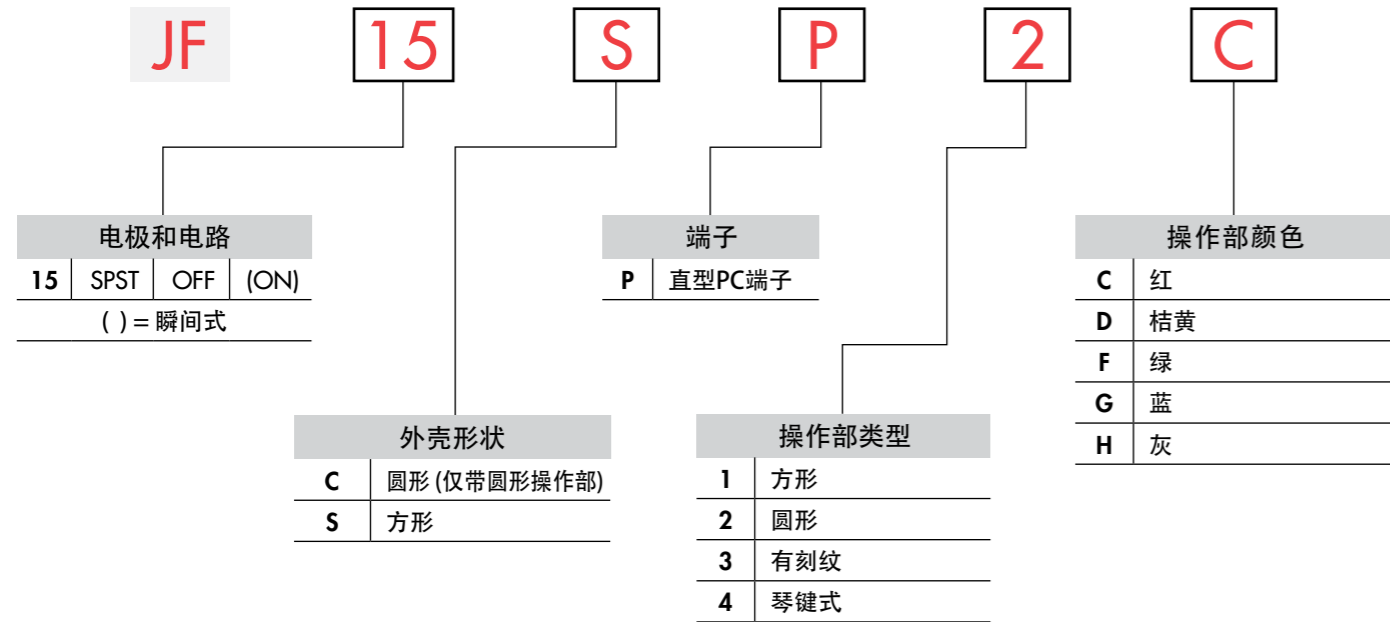 JF 15 S P 2 C
电极和电路
15 SPST OFF (ON)
( ) = 瞬间式
外壳形状
C 圆形 (仅带圆形操作部)
S 方形
端子
P 直型PC端子
操作部类型
1 方形
2 圆形
3 有刻纹
4 琴键式
操作部颜色
C 红
D 桔黄
F 绿
G 蓝
H 灰